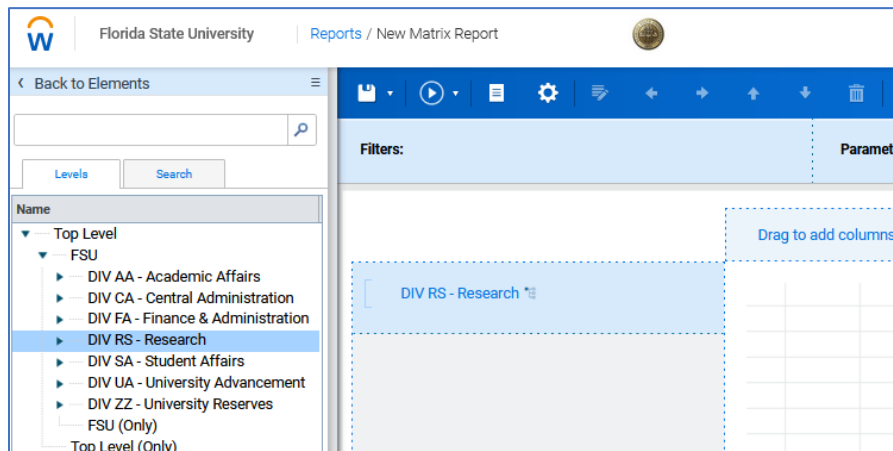 W
Florida State University
Reports / New Matrix Report
Back to Elements
Levels
Search
Name
Top Level
FSU
DIV AA - Academic Affairs
DIV CA - Central Administration
DIV FA - Finance & Administration
DIV RS - Research
DIV SA - Student Affairs
DIV UA - University Advancement
DIV ZZ - University Reserves
FSU (Only)
Top Level (Only)
Filters:
Paramet
Drag to add columns
DIV RS - Research